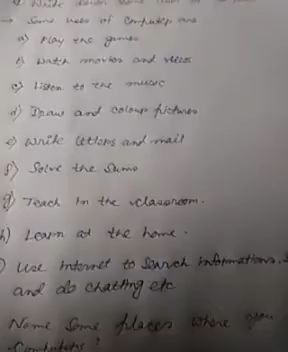 → Some uses of Computer are
a) Play the games
b) Watch movies and
c) Listen to the music
d) Draw and colour pictures
e) Write letters and mail
f) Solve the Sums
g) Teach in the classroom.
h) Learn at the home.
) Use Internet to Search informations.
and do chatting etc
Name Some places where you
Computers?